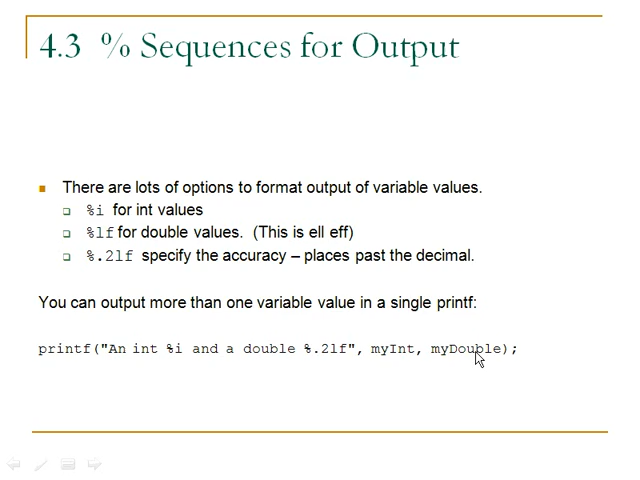 4.3 % Sequences for Output
There are lots of options to format output of variable values.
%i for int values
%lf for double values. (This is ell eff)
%.2lf specify the accuracy – places past the decimal.
You can output more than one variable value in a single printf:
printf("An int %i and a double %.2lf", myInt, myDouble);